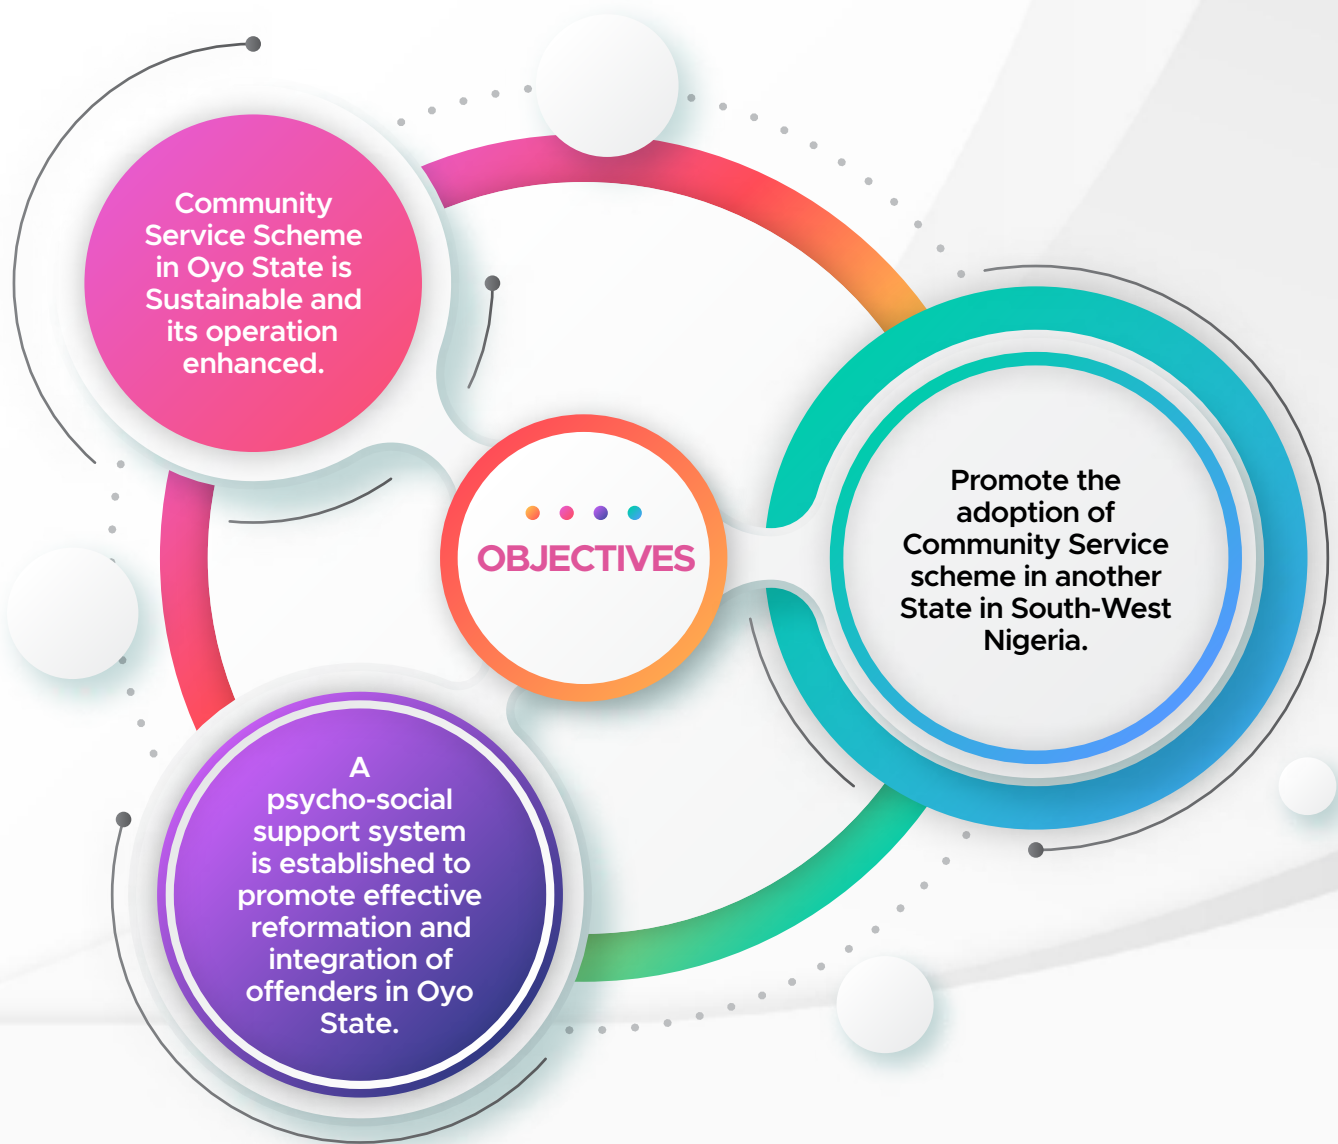 Community
Service Scheme
in Oyo State is
Sustainable and
its operation
enhanced.
OBJECTIVES
Promote the
adoption of
Community Service
scheme in another
State in South-West
Nigeria.
A
psycho-social
support system
is established to
promote effective
reformation and
integration of
offenders in Oyo
State.